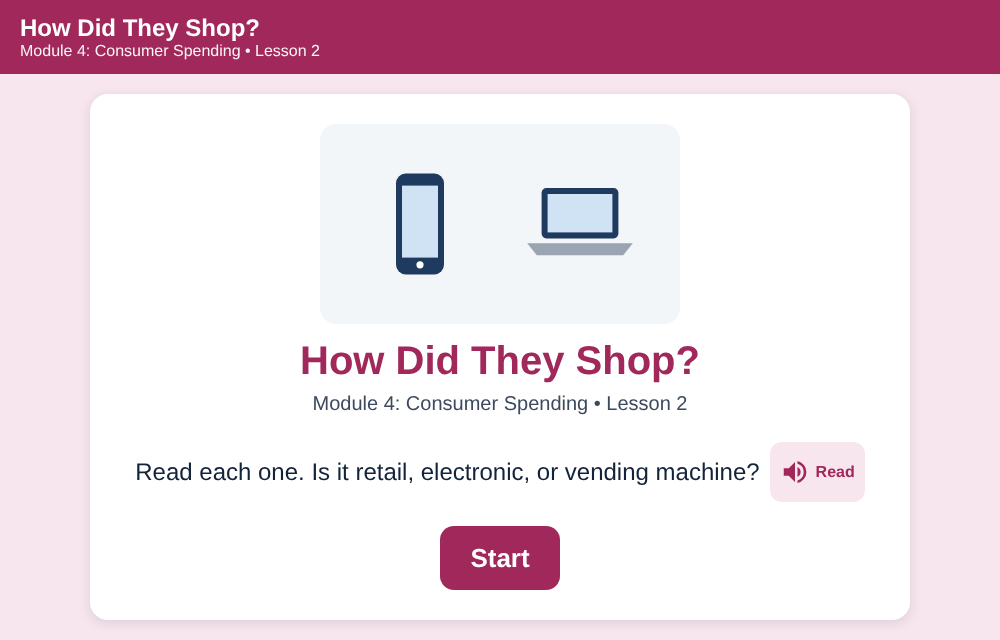 How Did They Shop?
Module 4: Consumer Spending • Lesson 2
How Did They Shop?
Module 4: Consumer Spending • Lesson 2
Read each one. Is it retail, electronic, or vending machine?
Read
Start